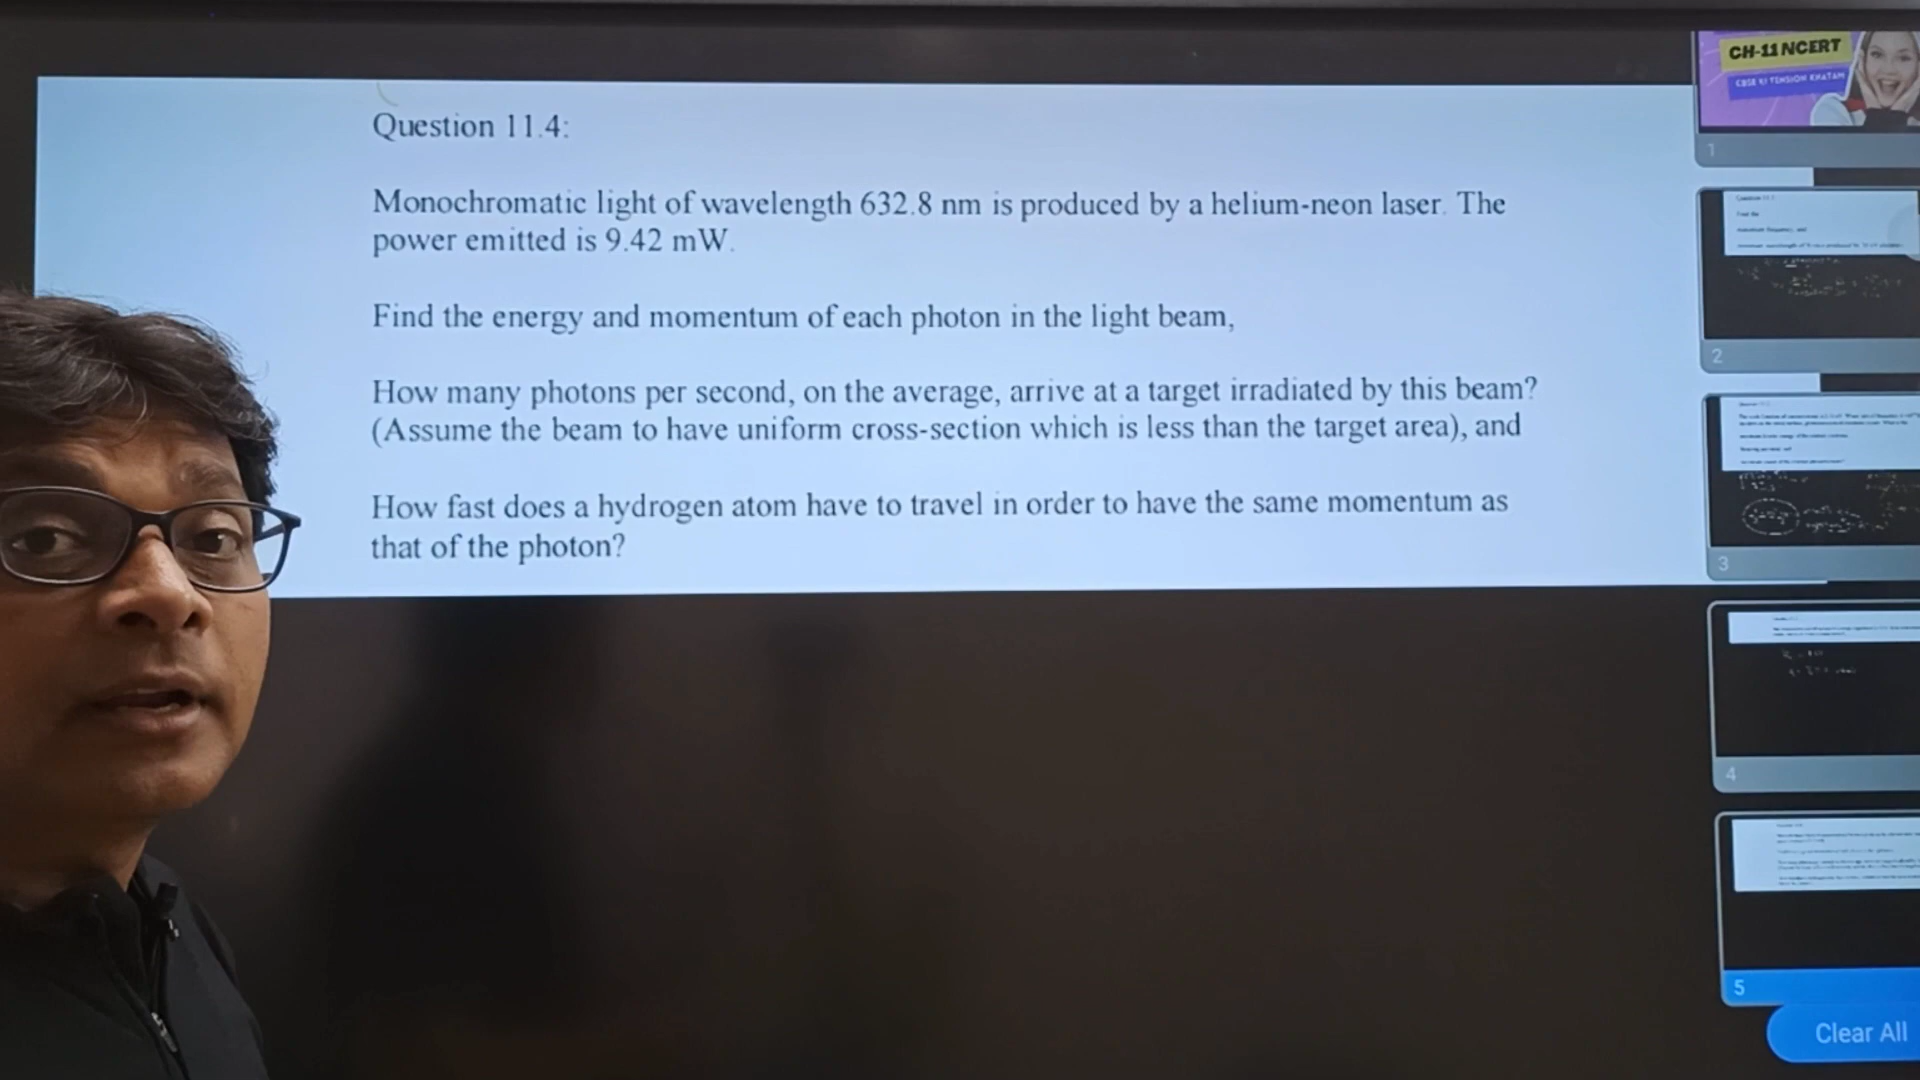 Question 11.4:
Monochromatic light of wavelength 632.8 nm is produced by a helium-neon laser. The
power emitted is 9.42 mW.
Find the energy and momentum of each photon in the light beam,
How many photons per second, on the average, arrive at a target irradiated by this beam?
(Assume the beam to have uniform cross-section which is less than the target area), and
How fast does a hydrogen atom have to travel in order to have the same momentum as
that of the photon?
CH-11 NCERT
CBSE KI TENSION KHATAM
1
2
3
4
5
Clear All